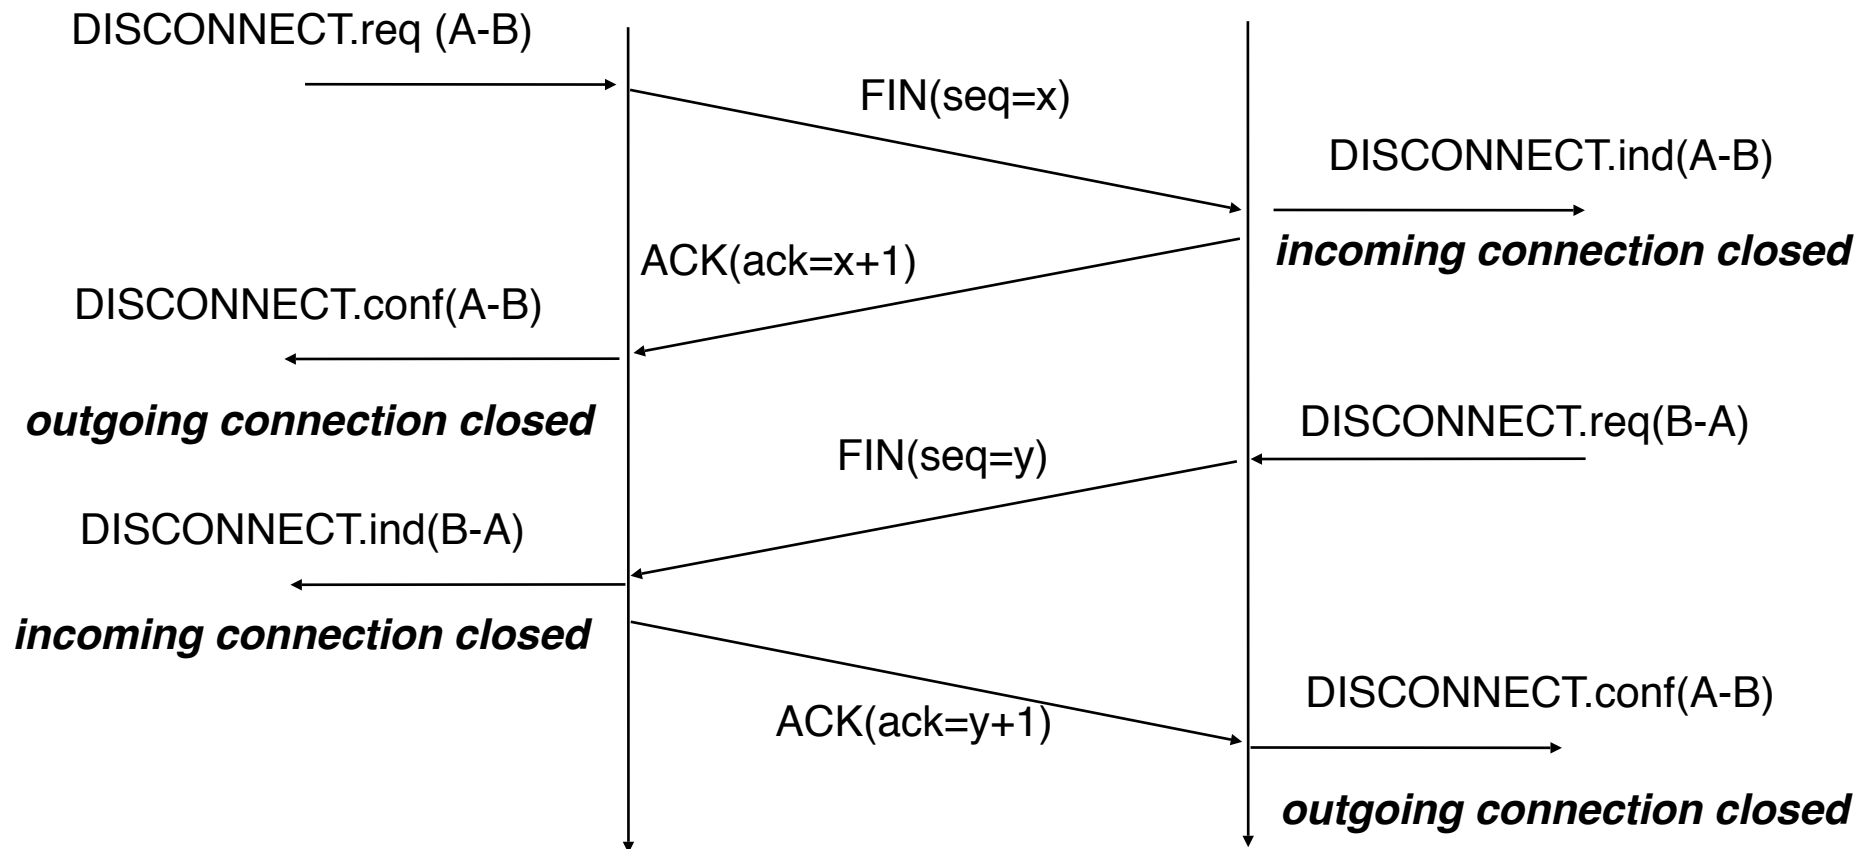 DISCONNECT.req (A-B)
FIN(seq=x)
DISCONNECT.ind(A-B)
incoming connection closed
ACK(ack=x+1)
DISCONNECT.conf(A-B)
outgoing connection closed
DISCONNECT.req(B-A)
FIN(seq=y)
DISCONNECT.ind(B-A)
incoming connection closed
ACK(ack=y+1)
DISCONNECT.conf(A-B)
outgoing connection closed